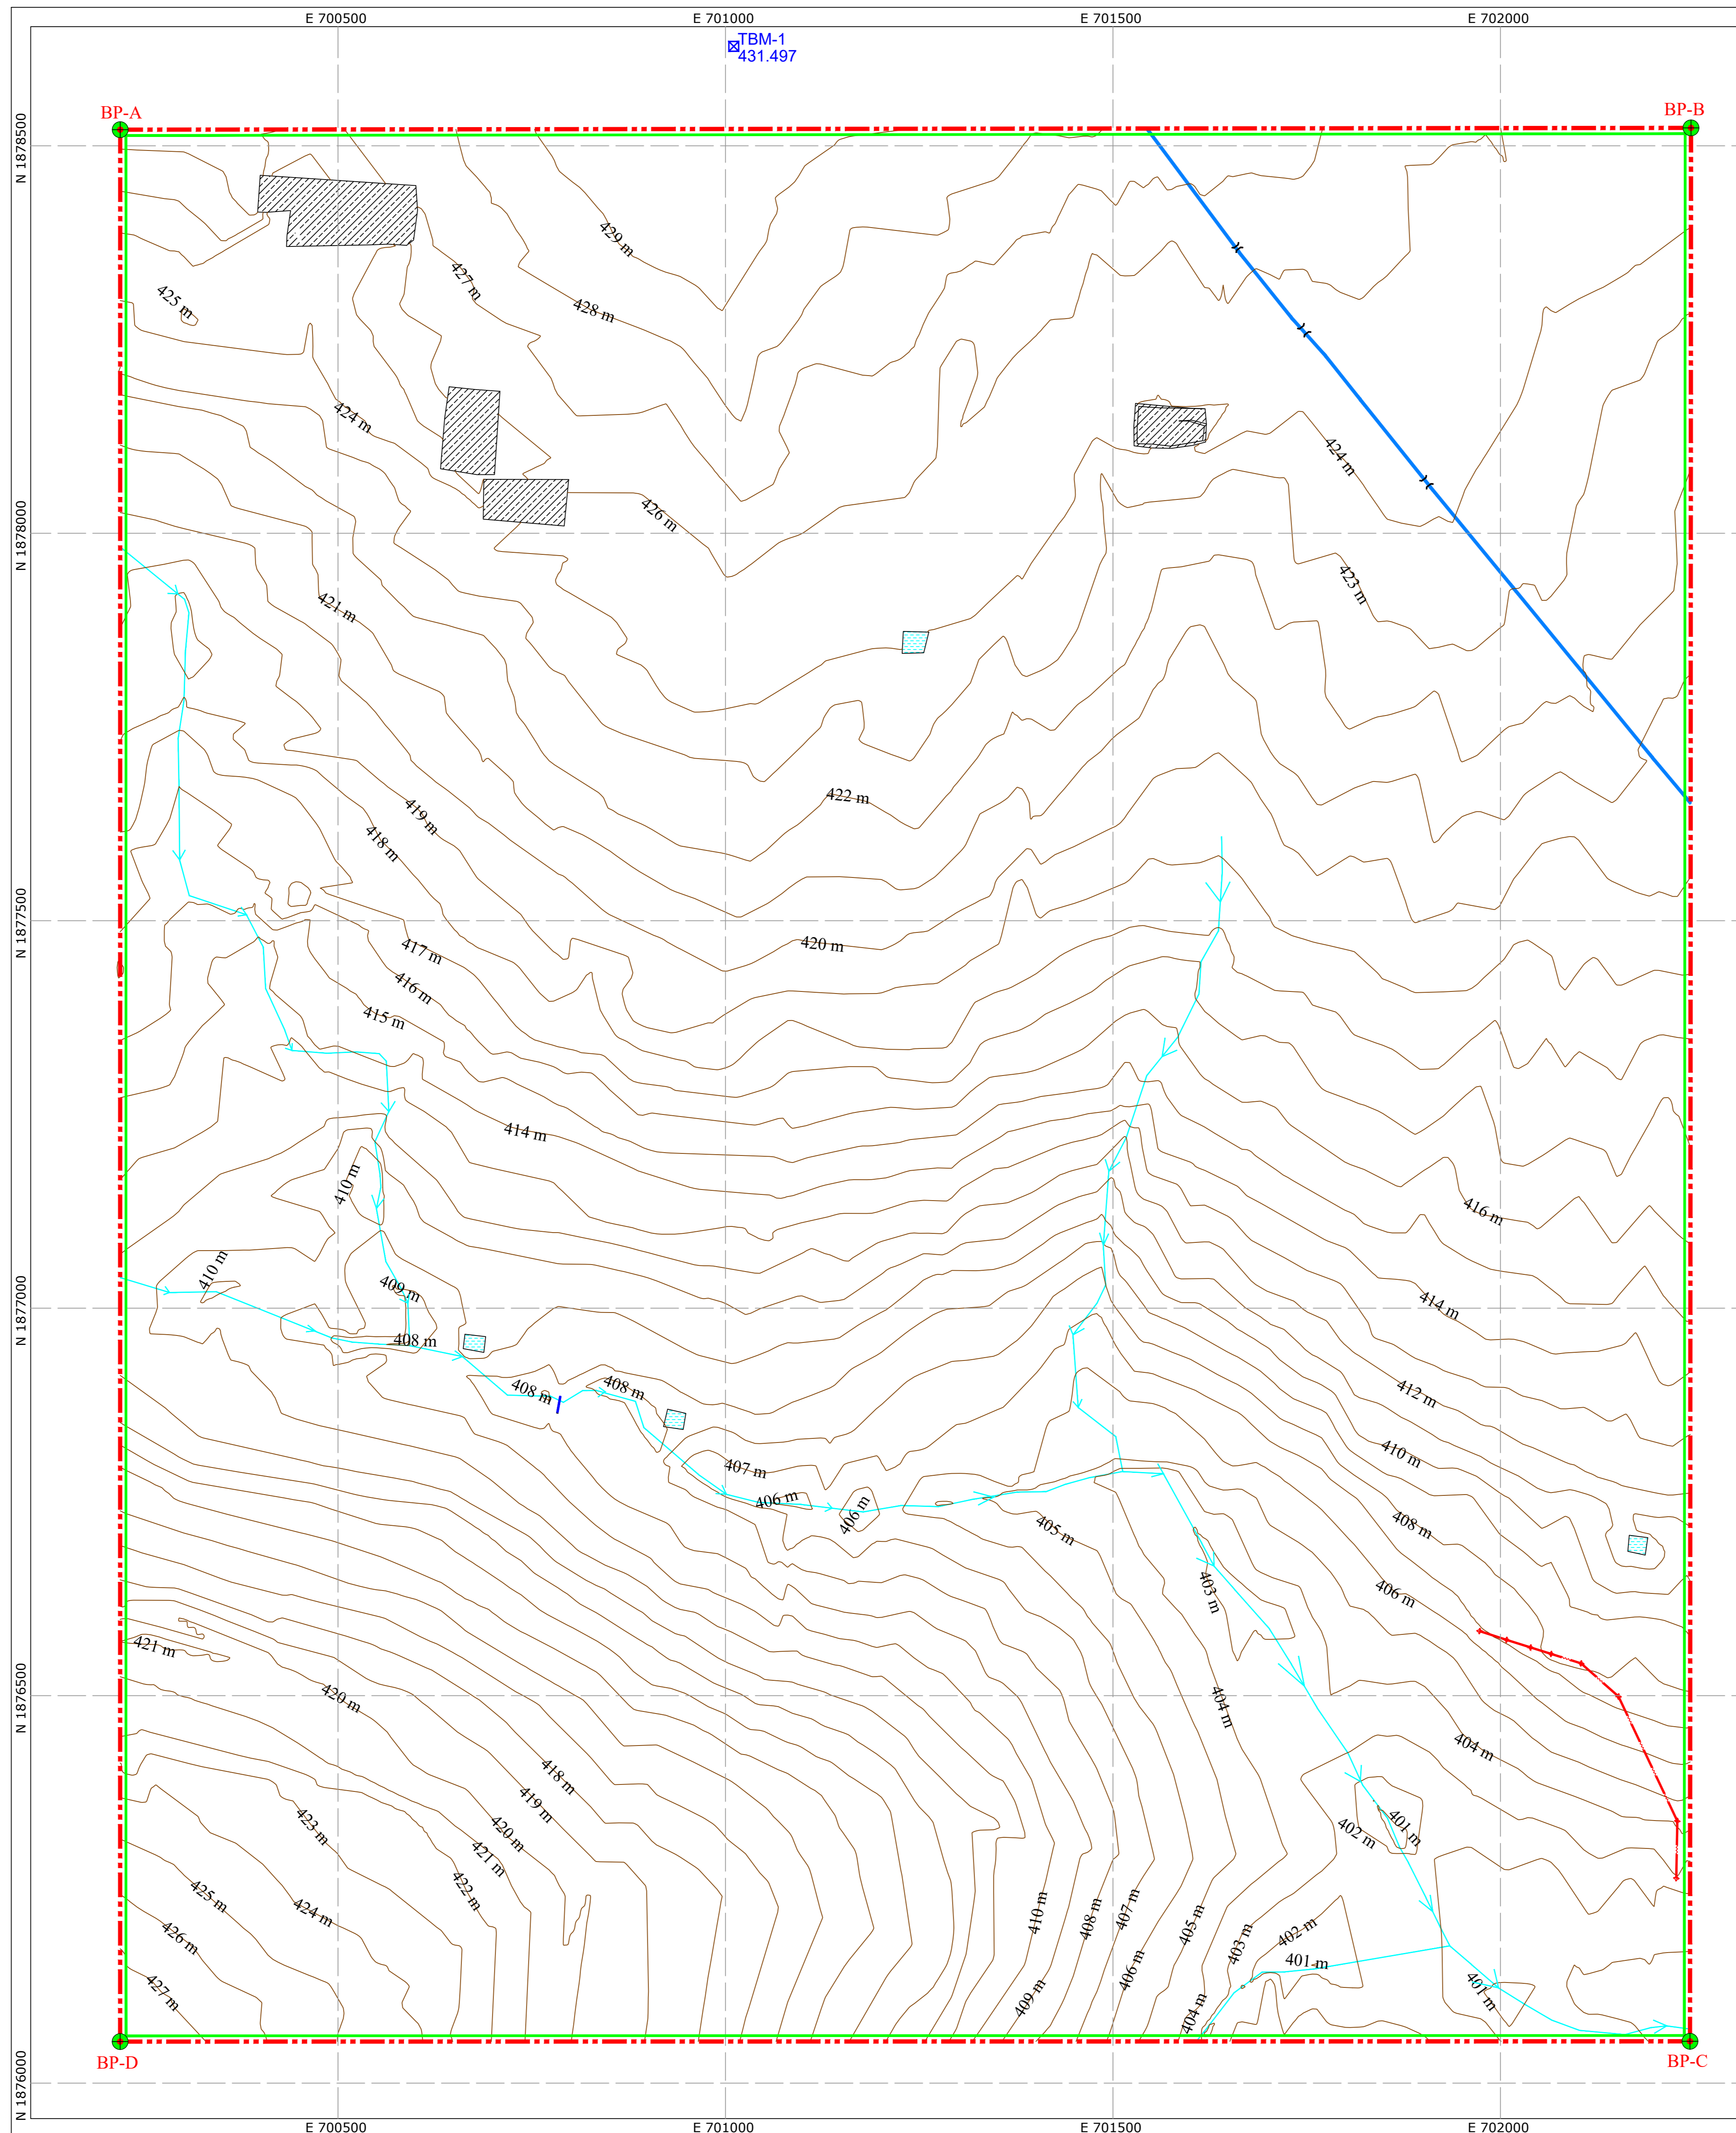 E 700500
E 701000
E 701500
E 702000
TBM-1
431.497
BP-A
BP-B
N 1878500
429 m
427 m
425 m
428 m
424 m
424 m
426 m
N 1878000
423 m
421 m
422 m
419 m
418 m
N 1877500
420 m
417 m
416 m
415 m
414 m
410 m
416 m
410 m
409 m
414 m
N 1877000
408 m
408 m
408 m
412 m
410 m
407 m
406 m
406 m
405 m
408 m
403 m
406 m
421 m
420 m
404 m
N 1876500
404 m
418 m
419 m
423 m
420 m
401 m
402 m
421 m
422 m
425 m
424 m
410 m
408 m
407 m
405 m
402 m
426 m
403 m
401 m
406 m
427 m
409 m
401 m
404 m
BP-D
BP-C
N 1876000
E 700500
E 701000
E 701500
E 702000